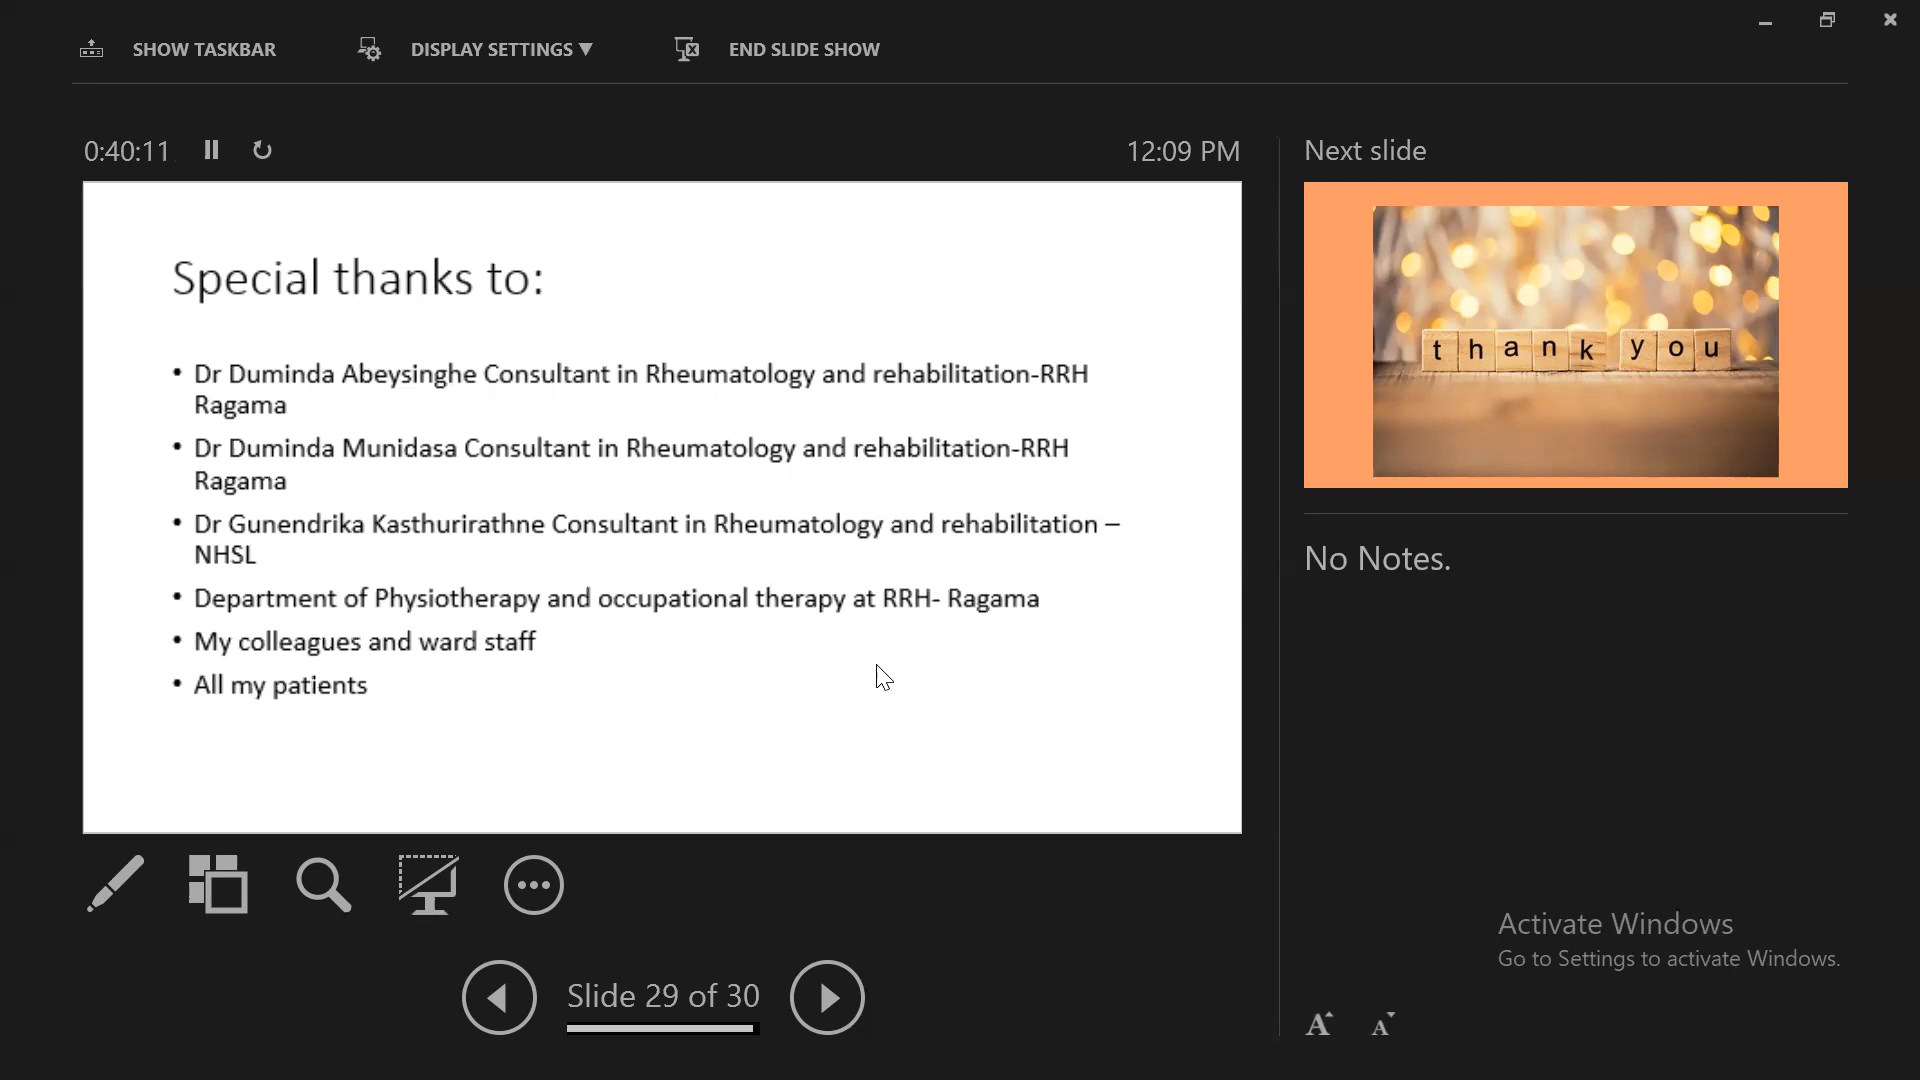 SHOW TASKBAR
DISPLAY SETTINGS ▼
END SLIDE SHOW
0:40:11
12:09 PM
Next slide
Special thanks to:
• Dr Duminda Abeysinghe Consultant in Rheumatology and rehabilitation-RRH
Ragama
• Dr Duminda Munidasa Consultant in Rheumatology and rehabilitation-RRH
Ragama
• Dr Gunendrika Kasthurirathne Consultant in Rheumatology and rehabilitation –
NHSL
• Department of Physiotherapy and occupational therapy at RRH- Ragama
• My colleagues and ward staff
• All my patients
thank you
No Notes.
Activate Windows
Go to Settings to activate Windows.
Slide 29 of 30
A A